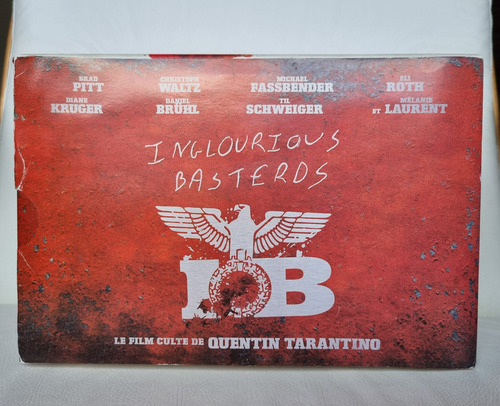 BRAD PITT
CHRISTOPH WALTZ
MICHAEL FASSBENDER
ELI ROTH
DIANE KRUGER
DANIEL BRÜHL
TIL SCHWEIGER
ET MÉLANIE LAURENT
INGLOURIOUS
BASTERDS
IB
LE FILM CULTE DE QUENTIN TARANTINO